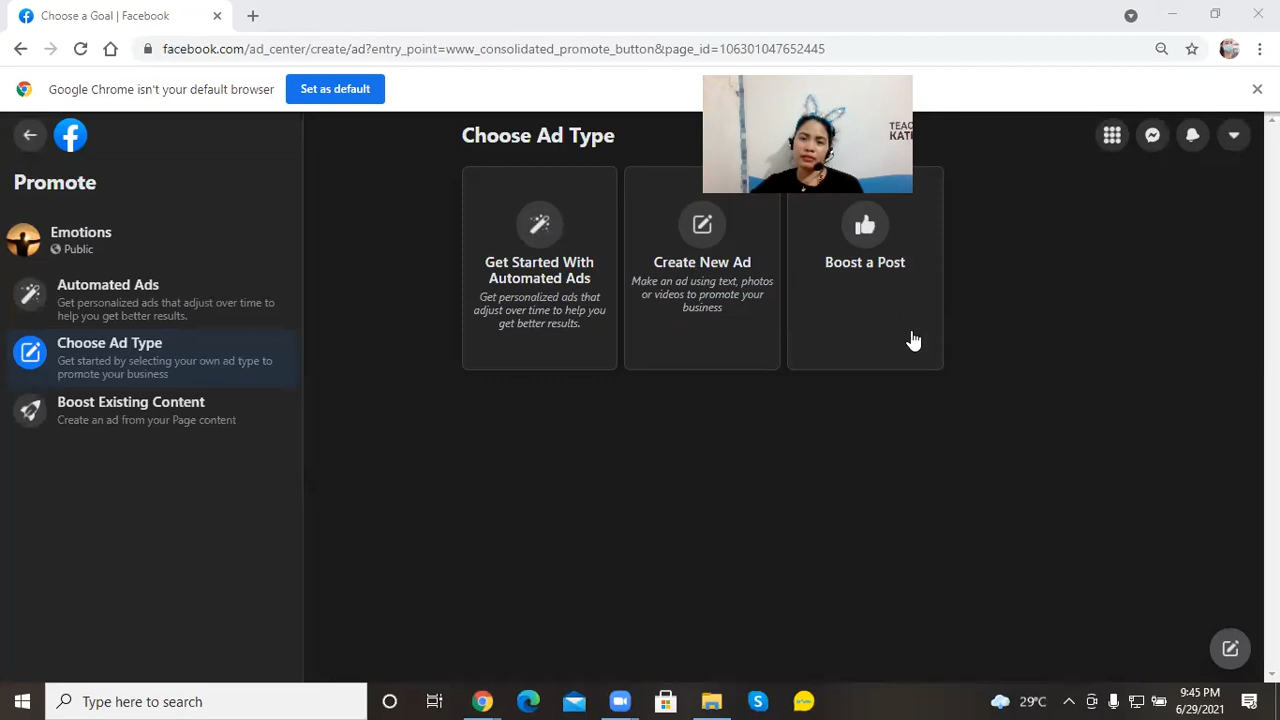 Choose a Goal | Facebook
facebook.com/ad_center/create/ad?entry_point=www_consolidated_promote_button&page_id=106301047652445
Google Chrome isn't your default browser
Set as default
Promote
Emotions
Public
Automated Ads
Get personalized ads that adjust over time to
help you get better results.
Choose Ad Type
Get started by selecting your own ad type to
promote your business
Boost Existing Content
Create an ad from your Page content
Choose Ad Type
Get Started With
Automated Ads
Get personalized ads that
adjust over time to help you
get better results.
Create New Ad
Make an ad using text, photos
or videos to promote your
business
Boost a Post
Type here to search
29°C
9:45 PM
6/29/2021